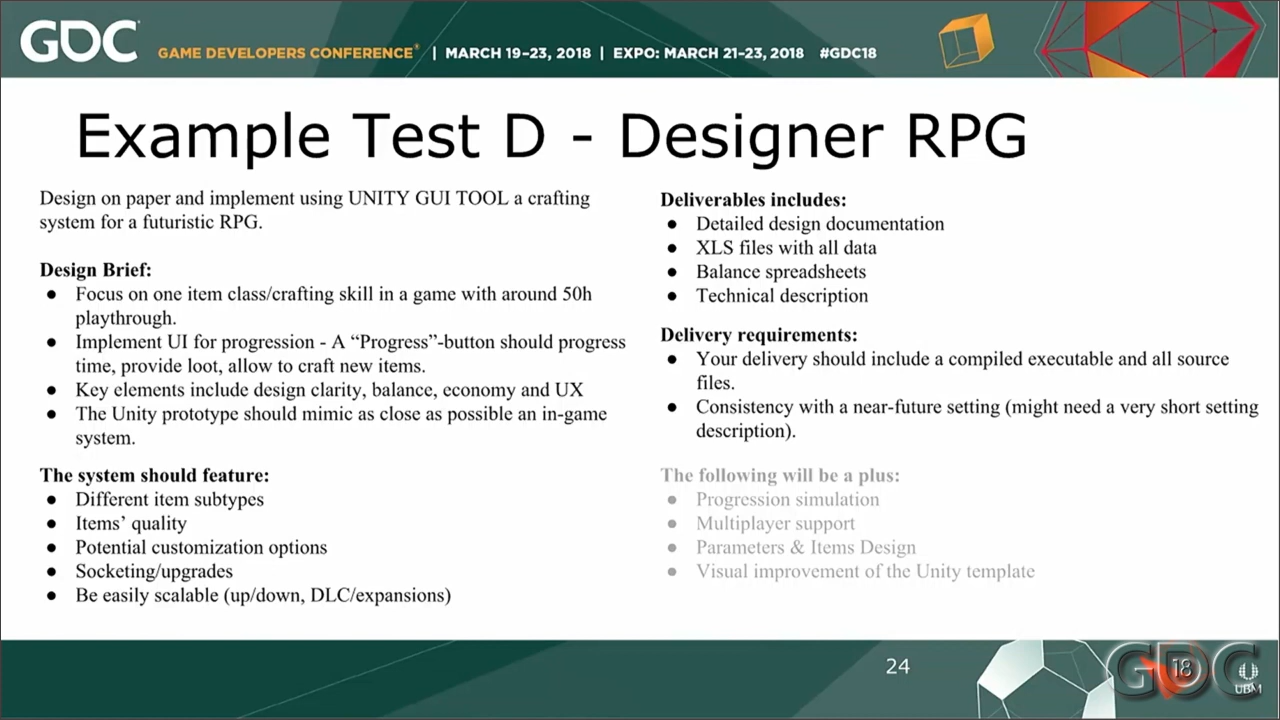 GDC
GAME DEVELOPERS CONFERENCE® | MARCH 19–23, 2018 | EXPO: MARCH 21–23, 2018 #GDC18
Example Test D - Designer RPG
Design on paper and implement using UNITY GUI TOOL a crafting
system for a futuristic RPG.
Design Brief:
● Focus on one item class/crafting skill in a game with around 50h
playthrough.
● Implement UI for progression - A “Progress”-button should progress
time, provide loot, allow to craft new items.
● Key elements include design clarity, balance, economy and UX
● The Unity prototype should mimic as close as possible an in-game
system.
The system should feature:
● Different item subtypes
● Items’ quality
● Potential customization options
● Socketing/upgrades
● Be easily scalable (up/down, DLC/expansions)
Deliverables includes:
● Detailed design documentation
● XLS files with all data
● Balance spreadsheets
● Technical description
Delivery requirements:
● Your delivery should include a compiled executable and all source
files.
● Consistency with a near-future setting (might need a very short setting
description).
The following will be a plus:
● Progression simulation
● Multiplayer support
● Parameters & Items Design
● Visual improvement of the Unity template
24
GDC
18
UBM